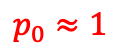 p₀ ≈ 1